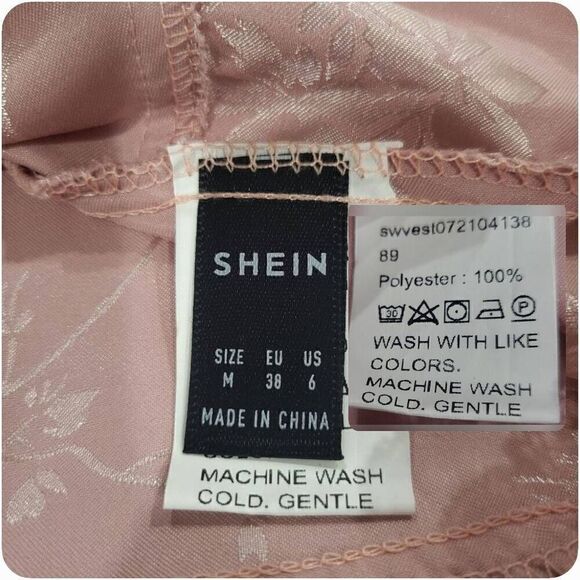 SHEIN
SIZE EU US
M 38 6
MADE IN CHINA
MACHINE WASH
COLD. GENTLE
swvest072104138
89
Polyester : 100%
30
P
WASH WITH LIKE
COLORS.
MACHINE WASH
COLD. GENTLE